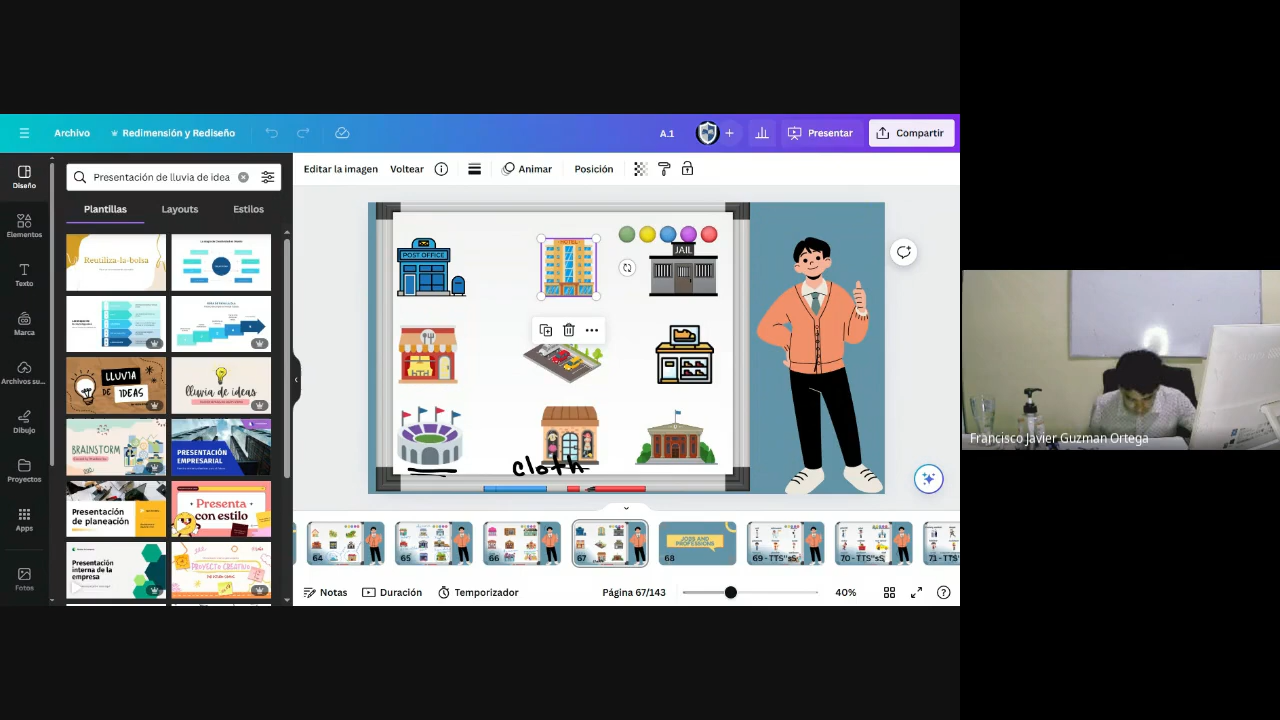 Archivo
Redimensión y Rediseño
A.1
Presentar
Compartir
Diseño
Elementos
Texto
Marca
Archivos su...
Dibujo
Proyectos
Apps
Fotos
Presentación de lluvia de idea
Plantillas
Layouts
Estilos
Reutiliza-la-bolsa
LLUVIA
DE IDEAS
lluvia de ideas
BRAINSTORM
PRESENTACIÓN
EMPRESARIAL
Presentación
de planeación
Presenta
con estilo
Presentación
interna de la
empresa
PROYECTO CREATIVO
Editar la imagen
Voltear
Animar
Posición
POST OFFICE
HOTEL
JAIL
cloth
64
65
66
67
68
JOBS AND
PROFESSIONS
69 - TTS"sS
70 - TTS"sS
71 - TT
Notas
Duración
Temporizador
Página 67/143
40%
Francisco Javier Guzman Ortega